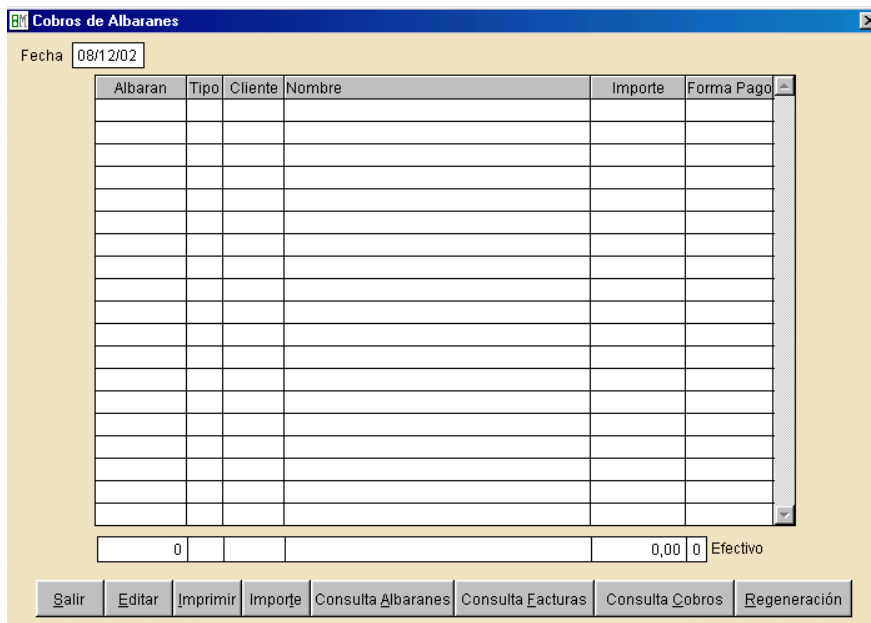 Cobros de Albaranes
Fecha 08/12/02
Albaran Tipo Cliente Nombre Importe Forma Pago
0 0,00 0 Efectivo
Salir Editar Imprimir Importe Consulta Albaranes Consulta Facturas Consulta Cobros Regeneración